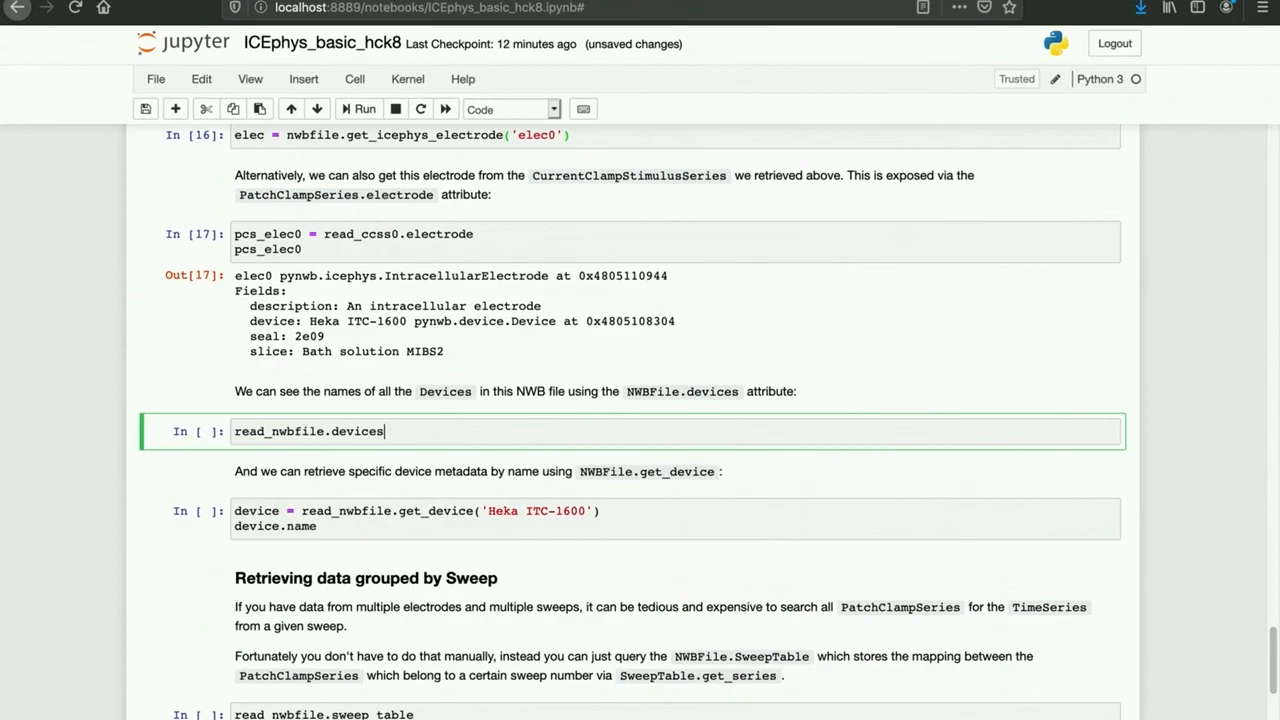 localhost:8889/notebooks/ICEphys_basic_hck8.ipynb#
jupyter ICEphys_basic_hck8 Last Checkpoint: 12 minutes ago (unsaved changes)
Logout
File Edit View Insert Cell Kernel Help Trusted Python 3
Run Code
In [16]: elec = nwbfile.get_icephys_electrode('elec0')
Alternatively, we can also get this electrode from the CurrentClampStimulusSeries we retrieved above. This is exposed via the
PatchClampSeries.electrode attribute:
In [17]: pcs_elec0 = read_ccss0.electrode
pcs_elec0
Out[17]: elec0 pynwb.icephys.IntracellularElectrode at 0x4805110944
Fields:
description: An intracellular electrode
device: Heka ITC-1600 pynwb.device.Device at 0x4805108304
seal: 2e09
slice: Bath solution MIBS2
We can see the names of all the Devices in this NWB file using the NWBFile.devices attribute:
In [ ]: read_nwbfile.devices
And we can retrieve specific device metadata by name using NWBFile.get_device :
In [ ]: device = read_nwbfile.get_device('Heka ITC-1600')
device.name
Retrieving data grouped by Sweep
If you have data from multiple electrodes and multiple sweeps, it can be tedious and expensive to search all PatchClampSeries for the TimeSeries
from a given sweep.
Fortunately you don't have to do that manually, instead you can just query the NWBFile.SweepTable which stores the mapping between the
PatchClampSeries which belong to a certain sweep number via SweepTable.get_series .
In [ ]: read_nwbfile.sweep_table